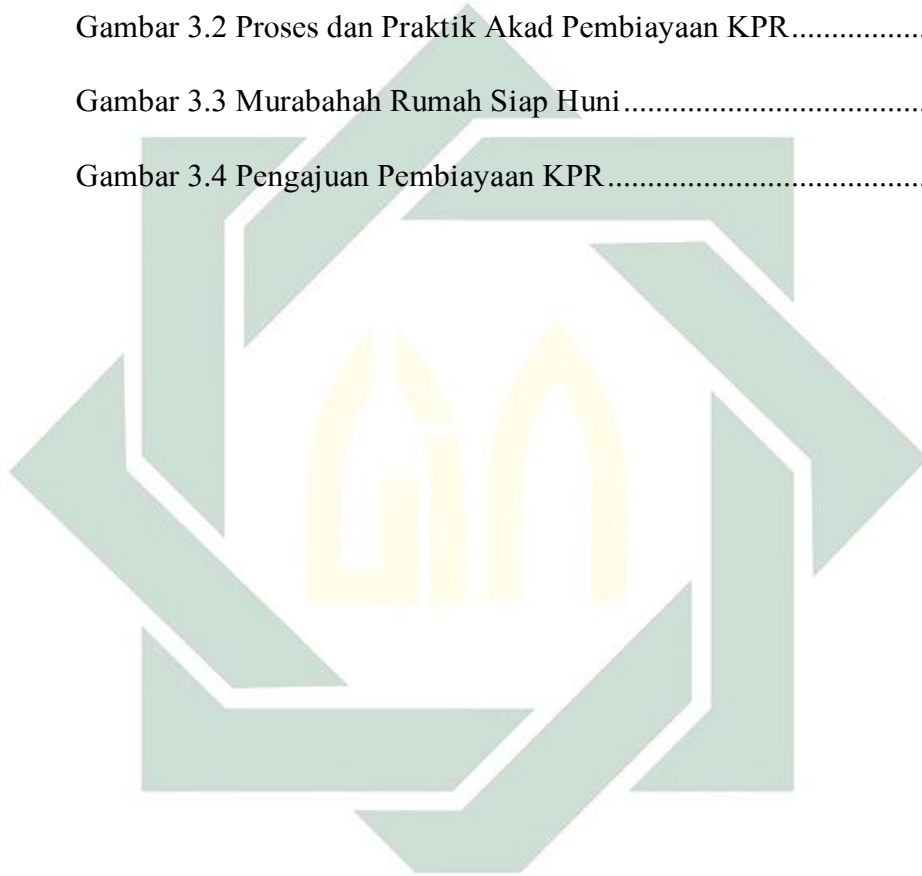 Gambar 3.2 Proses dan Praktik Akad Pembiayaan KPR.................
Gambar 3.3 Murabahah Rumah Siap Huni......................................
Gambar 3.4 Pengajuan Pembiayaan KPR........................................